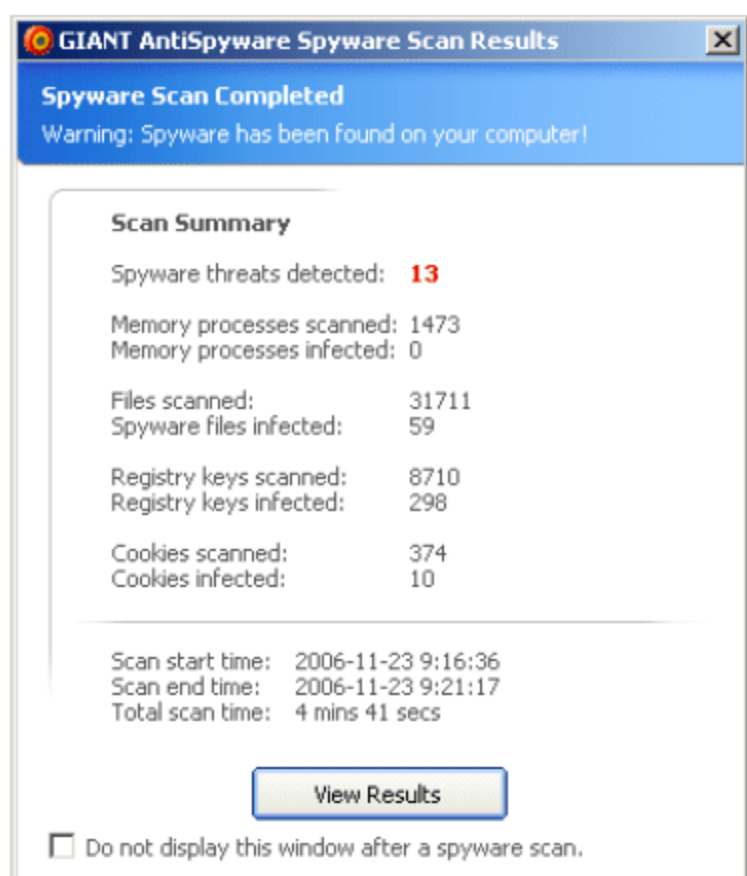 GIANT AntiSpyware Spyware Scan Results
Spyware Scan Completed
Warning: Spyware has been found on your computer!
Scan Summary
Spyware threats detected: 13
Memory processes scanned: 1473
Memory processes infected: 0
Files scanned: 31711
Spyware files infected: 59
Registry keys scanned: 8710
Registry keys infected: 298
Cookies scanned: 374
Cookies infected: 10
Scan start time: 2006-11-23 9:16:36
Scan end time: 2006-11-23 9:21:17
Total scan time: 4 mins 41 secs
View Results
Do not display this window after a spyware scan.